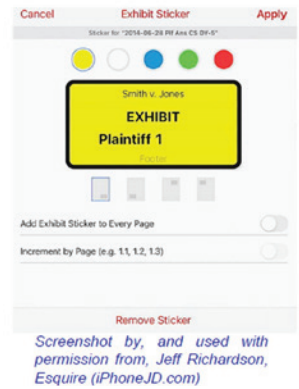 Cancel Exhibit Sticker Apply
Sticker for "2014-06-28 Plf Ans CS DY-5"
Smith v. Jones
EXHIBIT
Plaintiff 1
Footer
Add Exhibit Sticker to Every Page
Increment by Page (e.g. 1.1, 1.2, 1.3)
Remove Sticker
Screenshot by, and used with
permission from, Jeff Richardson,
Esquire (iPhoneJD.com)